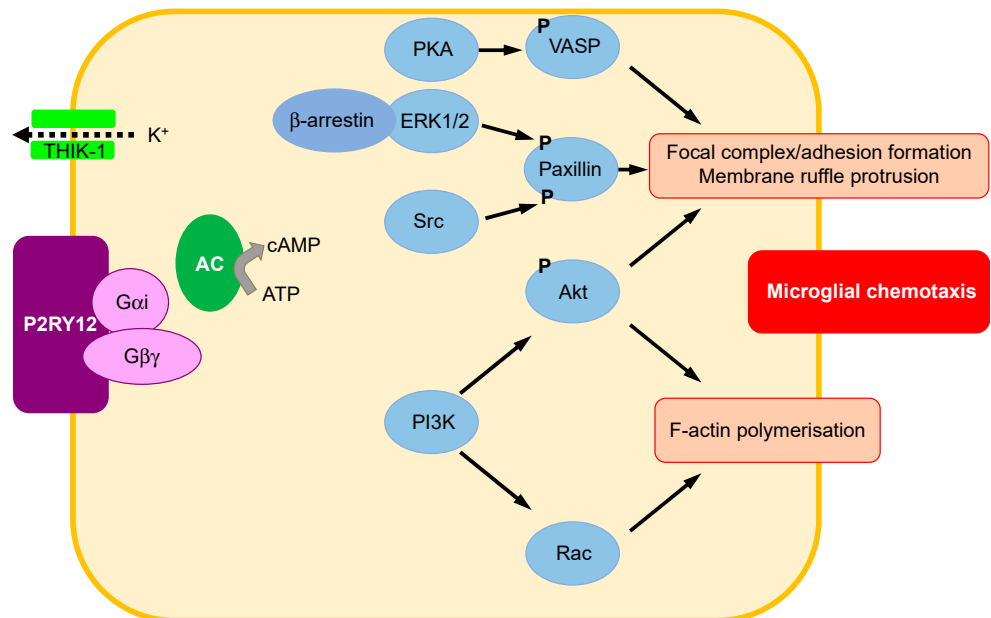 PKA
P
VASP
β-arrestin
ERK1/2
K⁺
THIK-1
P
Paxillin
P
Focal complex/adhesion formation
Membrane ruffle protrusion
Src
AC
cAMP
ATP
P2RY12
Gαi
Gβγ
P
Akt
Microglial chemotaxis
PI3K
F-actin polymerisation
Rac